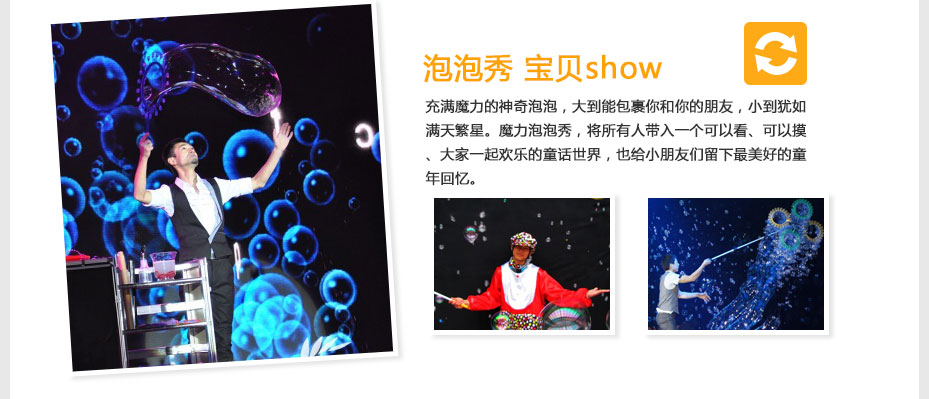 泡泡秀 宝贝show
充满魔力的神奇泡泡，大到能包裹你和你的朋友，小到犹如
满天繁星。魔力泡泡秀，将所有人带入一个可以看、可以摸
、大家一起欢乐的童话世界，也给小朋友们留下最美好的童
年回忆。